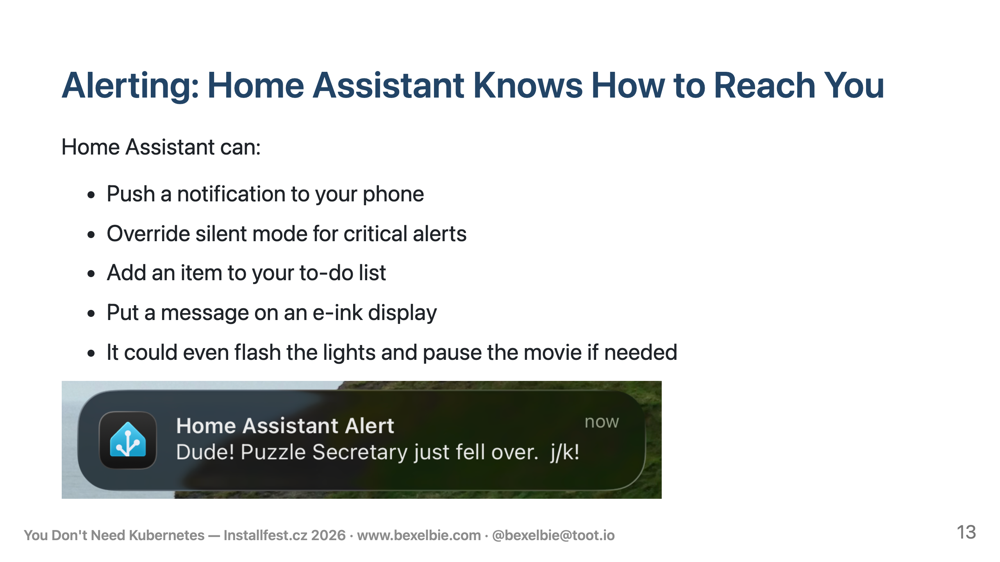 Alerting: Home Assistant Knows How to Reach You
Home Assistant can:
• Push a notification to your phone
• Override silent mode for critical alerts
• Add an item to your to-do list
• Put a message on an e-ink display
• It could even flash the lights and pause the movie if needed
Home Assistant Alert
now
Dude! Puzzle Secretary just fell over.  j/k!
You Don't Need Kubernetes — Installfest.cz 2026 · www.bexelbie.com · @bexelbie@toot.io
13